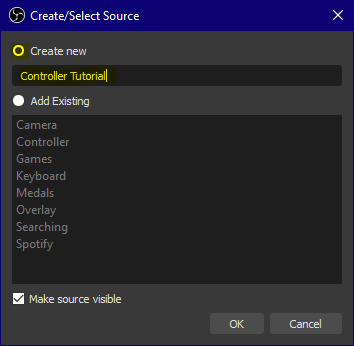 Create/Select Source
Create new
Controller Tutorial
Add Existing
Camera
Controller
Games
Keyboard
Medals
Overlay
Searching
Spotify
Make source visible
OK Cancel